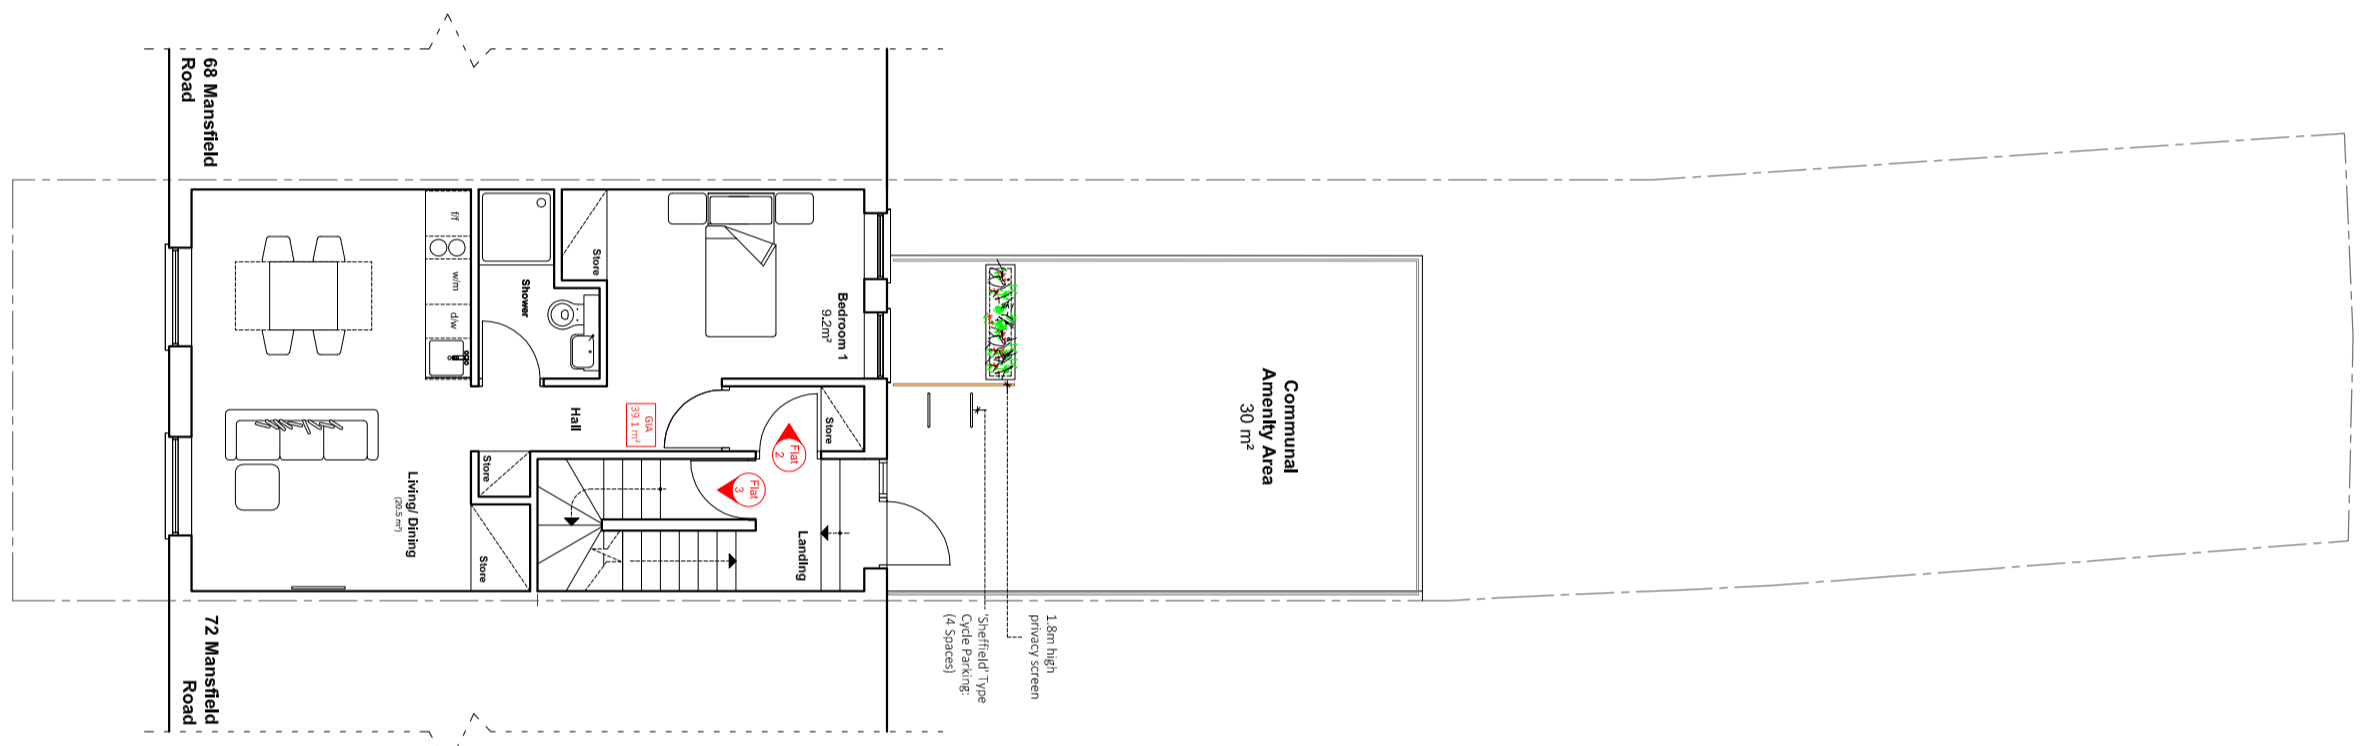 68 Mansfield
Road
f/f
w/m
d/w
Shower
Store
Bedroom 1
9.2m²
Store
Hall
GIA
39.1 m²
Flat
2
Flat
3
Store
Store
Living/ Dining
(20.5 m²)
Landing
Communal
Amenity Area
30 m²
1.8m high
privacy screen
'Sheffield' Type
Cycle Parking:
(4 Spaces)
72 Mansfield
Road